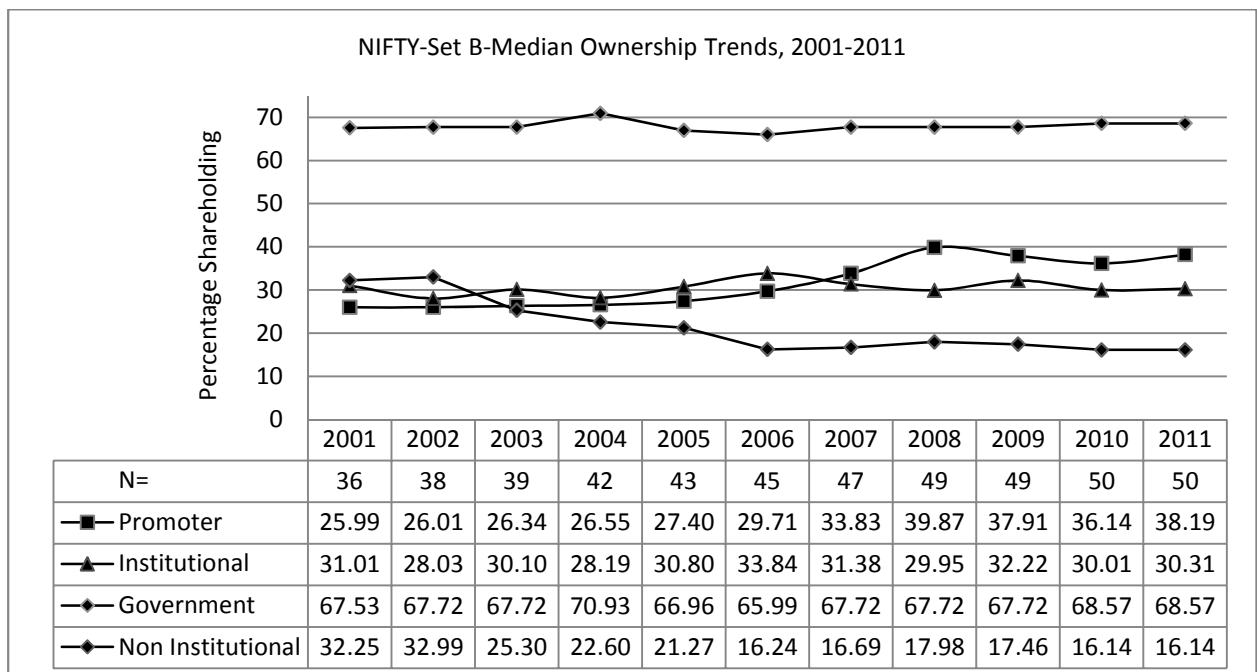 NIFTY-Set B-Median Ownership Trends, 2001-2011
Percentage Shareholding
70
60
50
40
30
20
10
0
2001 2002 2003 2004 2005 2006 2007 2008 2009 2010 2011
N= 36 38 39 42 43 45 47 49 49 50 50
Promoter 25.99 26.01 26.34 26.55 27.40 29.71 33.83 39.87 37.91 36.14 38.19
Institutional 31.01 28.03 30.10 28.19 30.80 33.84 31.38 29.95 32.22 30.01 30.31
Government 67.53 67.72 67.72 70.93 66.96 65.99 67.72 67.72 67.72 68.57 68.57
Non Institutional 32.25 32.99 25.30 22.60 21.27 16.24 16.69 17.98 17.46 16.14 16.14